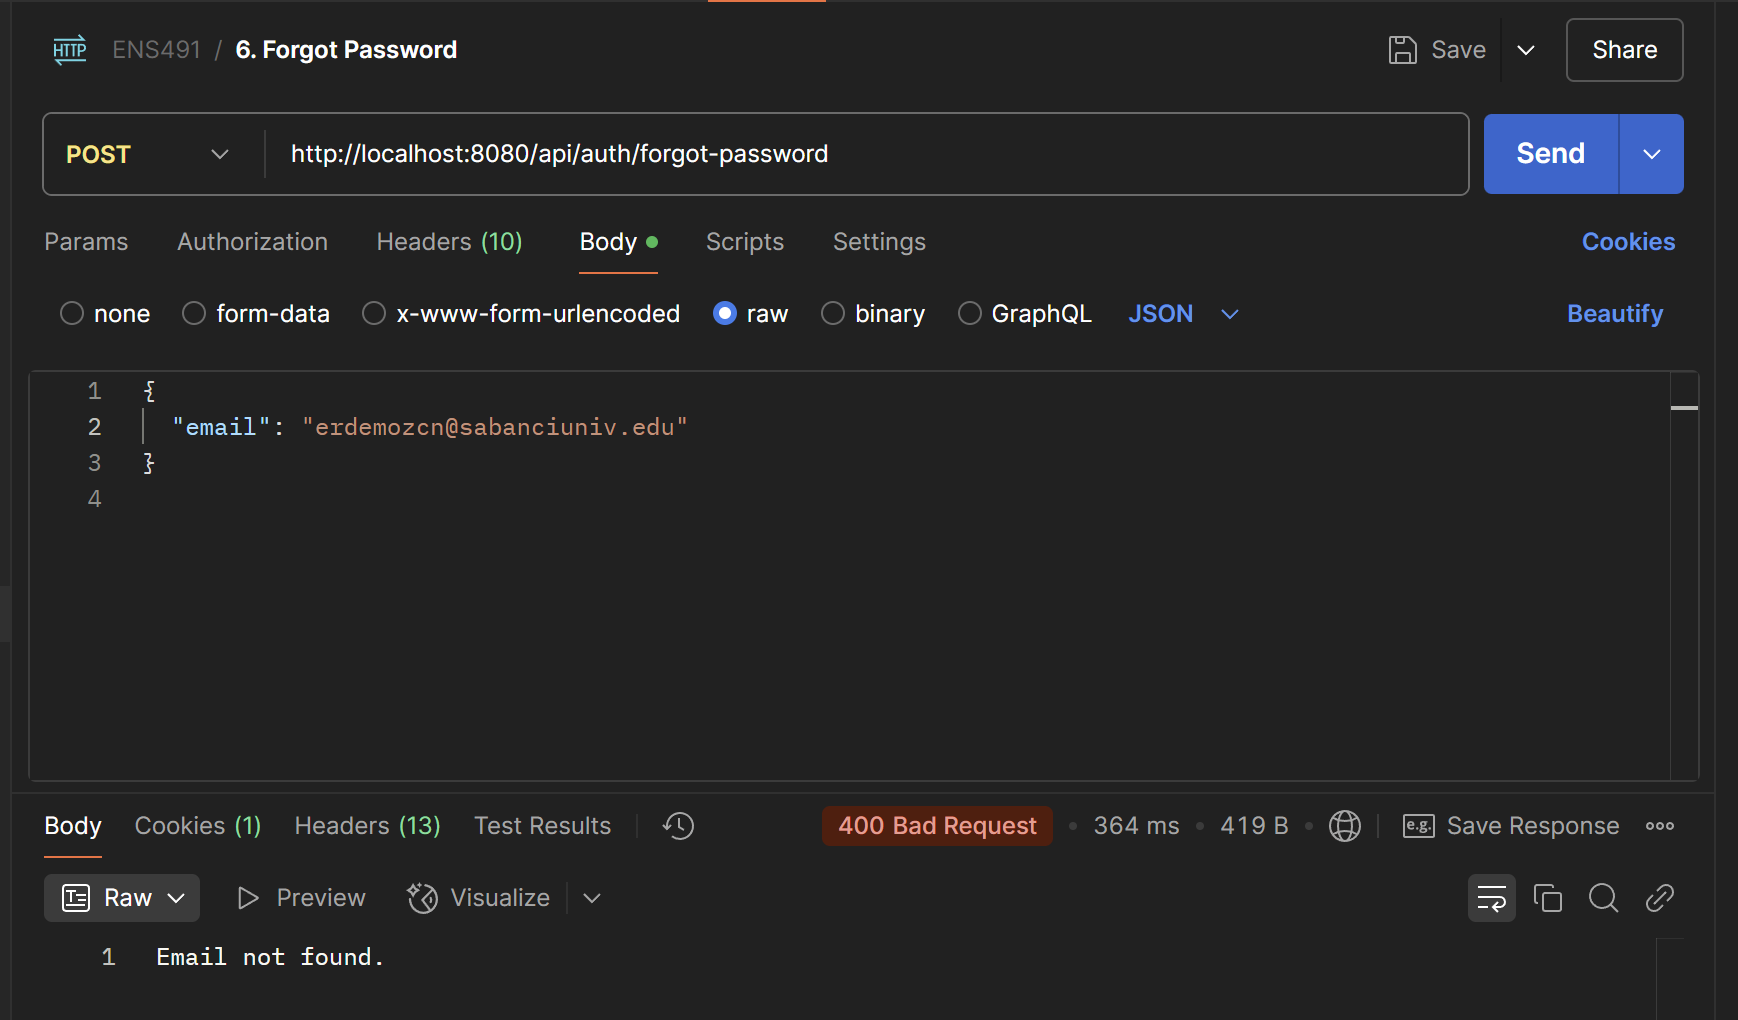 HTTP ENS491 / 6. Forgot Password Save Share
POST http://localhost:8080/api/auth/forgot-password Send
Params Authorization Headers (10) Body Scripts Settings Cookies
none form-data x-www-form-urlencoded raw binary GraphQL JSON Beautify
1 {
2 "email": "erdemozcn@sabanciuniv.edu"
3 }
4
Body Cookies (1) Headers (13) Test Results 400 Bad Request • 364 ms • 419 B • e.g. Save Response
Raw Preview Visualize
1 Email not found.